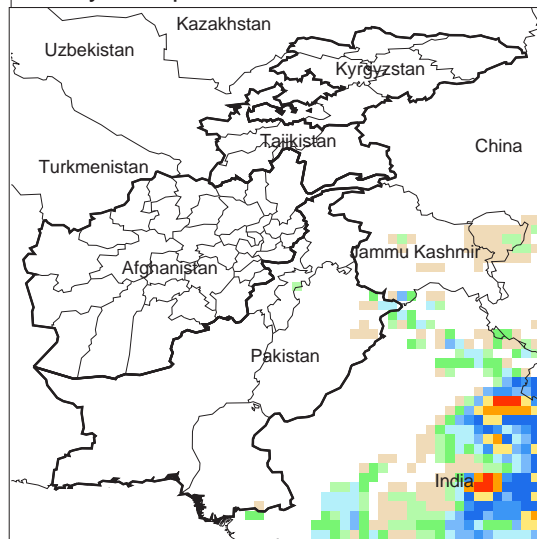 Kazakhstan
Uzbekistan
Kyrgyzstan
Tajikistan
China
Turkmenistan
Jammu Kashmir
Afghanistan
Pakistan
India